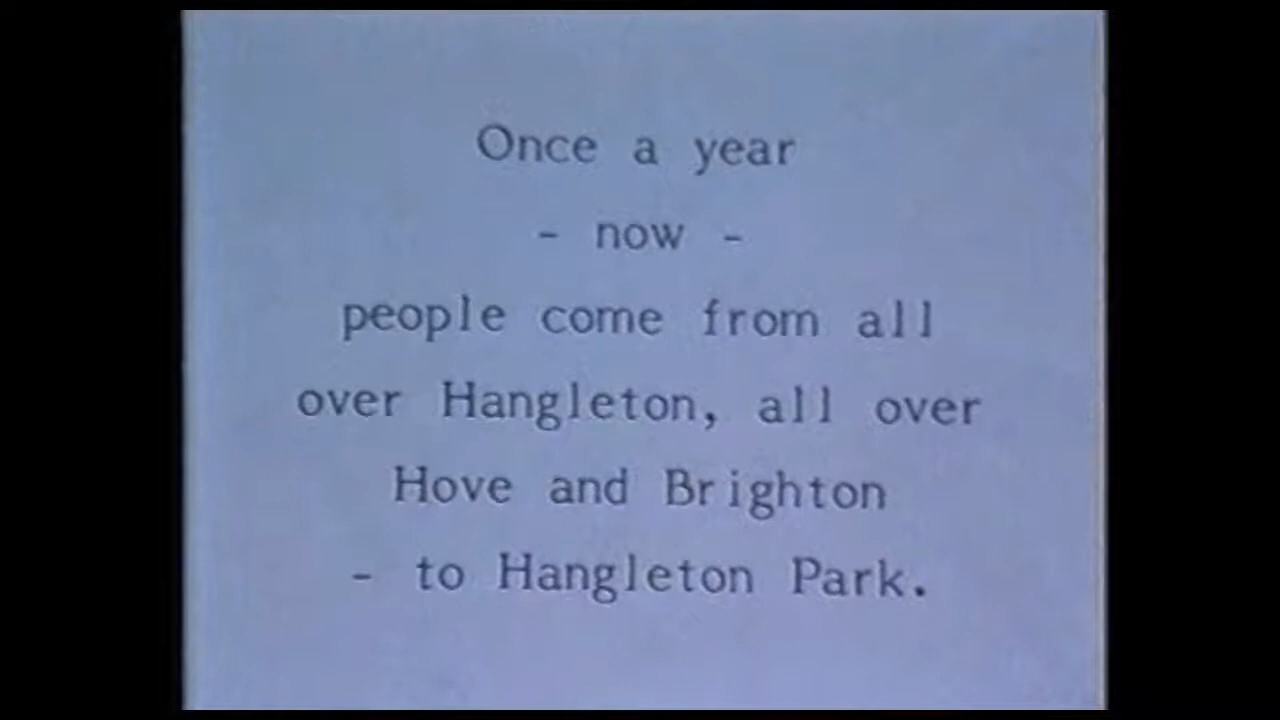 Once a year
- now -
people come from all
over Hangleton, all over
Hove and Brighton
- to Hangleton Park.